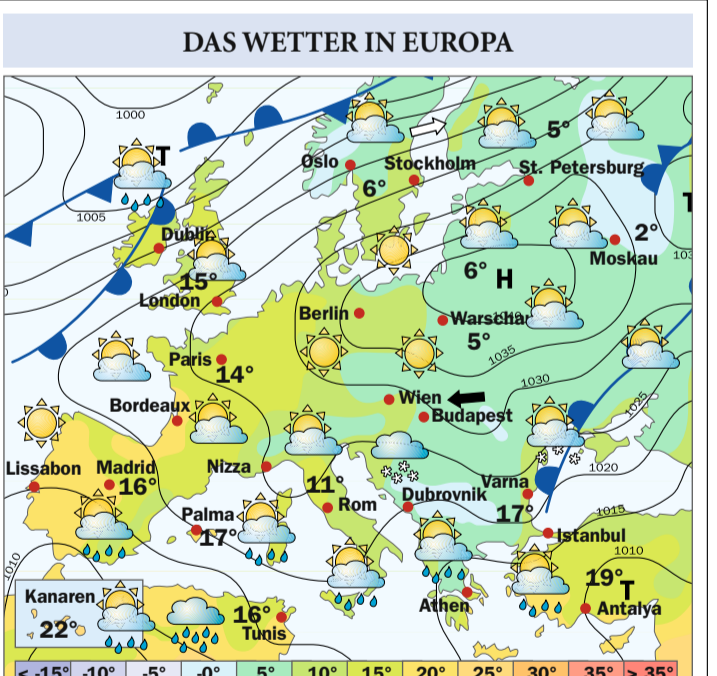 DAS WETTER IN EUROPA
1000
T
5°
Oslo
Stockholm
St. Petersburg
6°
1005
T
Dublin
2°
Moskau
15°
6°
H
London
Berlin
Warschau
5°
1035
Paris
14°
1030
Wien
Bordeaux
Budapest
1025
Nizza
1020
Lissabon
Madrid
16°
11°
Varna
Rom
Dubrovnik
17°
Palma
17°
1015
Istanbul
1010
1010
19°
T
Kanaren
22°
16°
Tunis
Athen
Antalya
< -15° -10° -5° -0° 5° 10° 15° 20° 25° 30° 35° > 35°